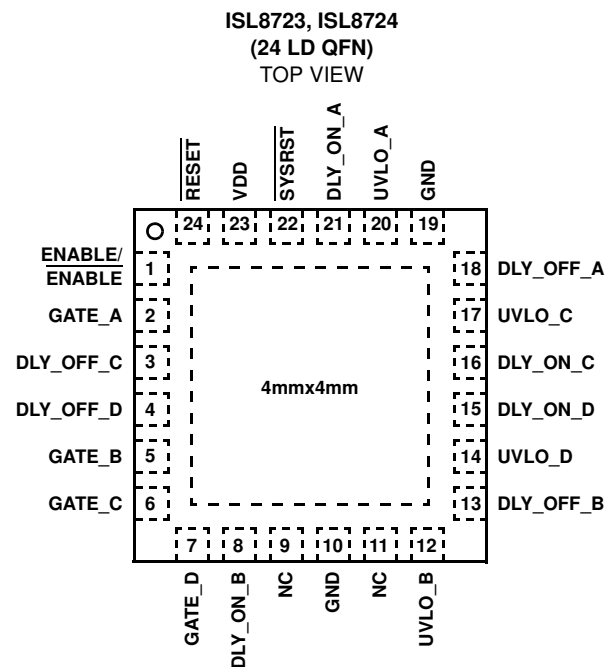 ISL8723, ISL8724
(24 LD QFN)
TOP VIEW
RESET
VDD
SYSRST
DLY_ON_A
UVLO_A
GND
24 23 22 21 20 19
ENABLE/
ENABLE
1
GATE_A 2
DLY_OFF_C 3
DLY_OFF_D 4
GATE_B 5
GATE_C 6
4mmx4mm
18 DLY_OFF_A
17 UVLO_C
16 DLY_ON_C
15 DLY_ON_D
14 UVLO_D
13 DLY_OFF_B
7 8 9 10 11 12
GATE_D
DLY_ON_B
NC
GND
NC
UVLO_B